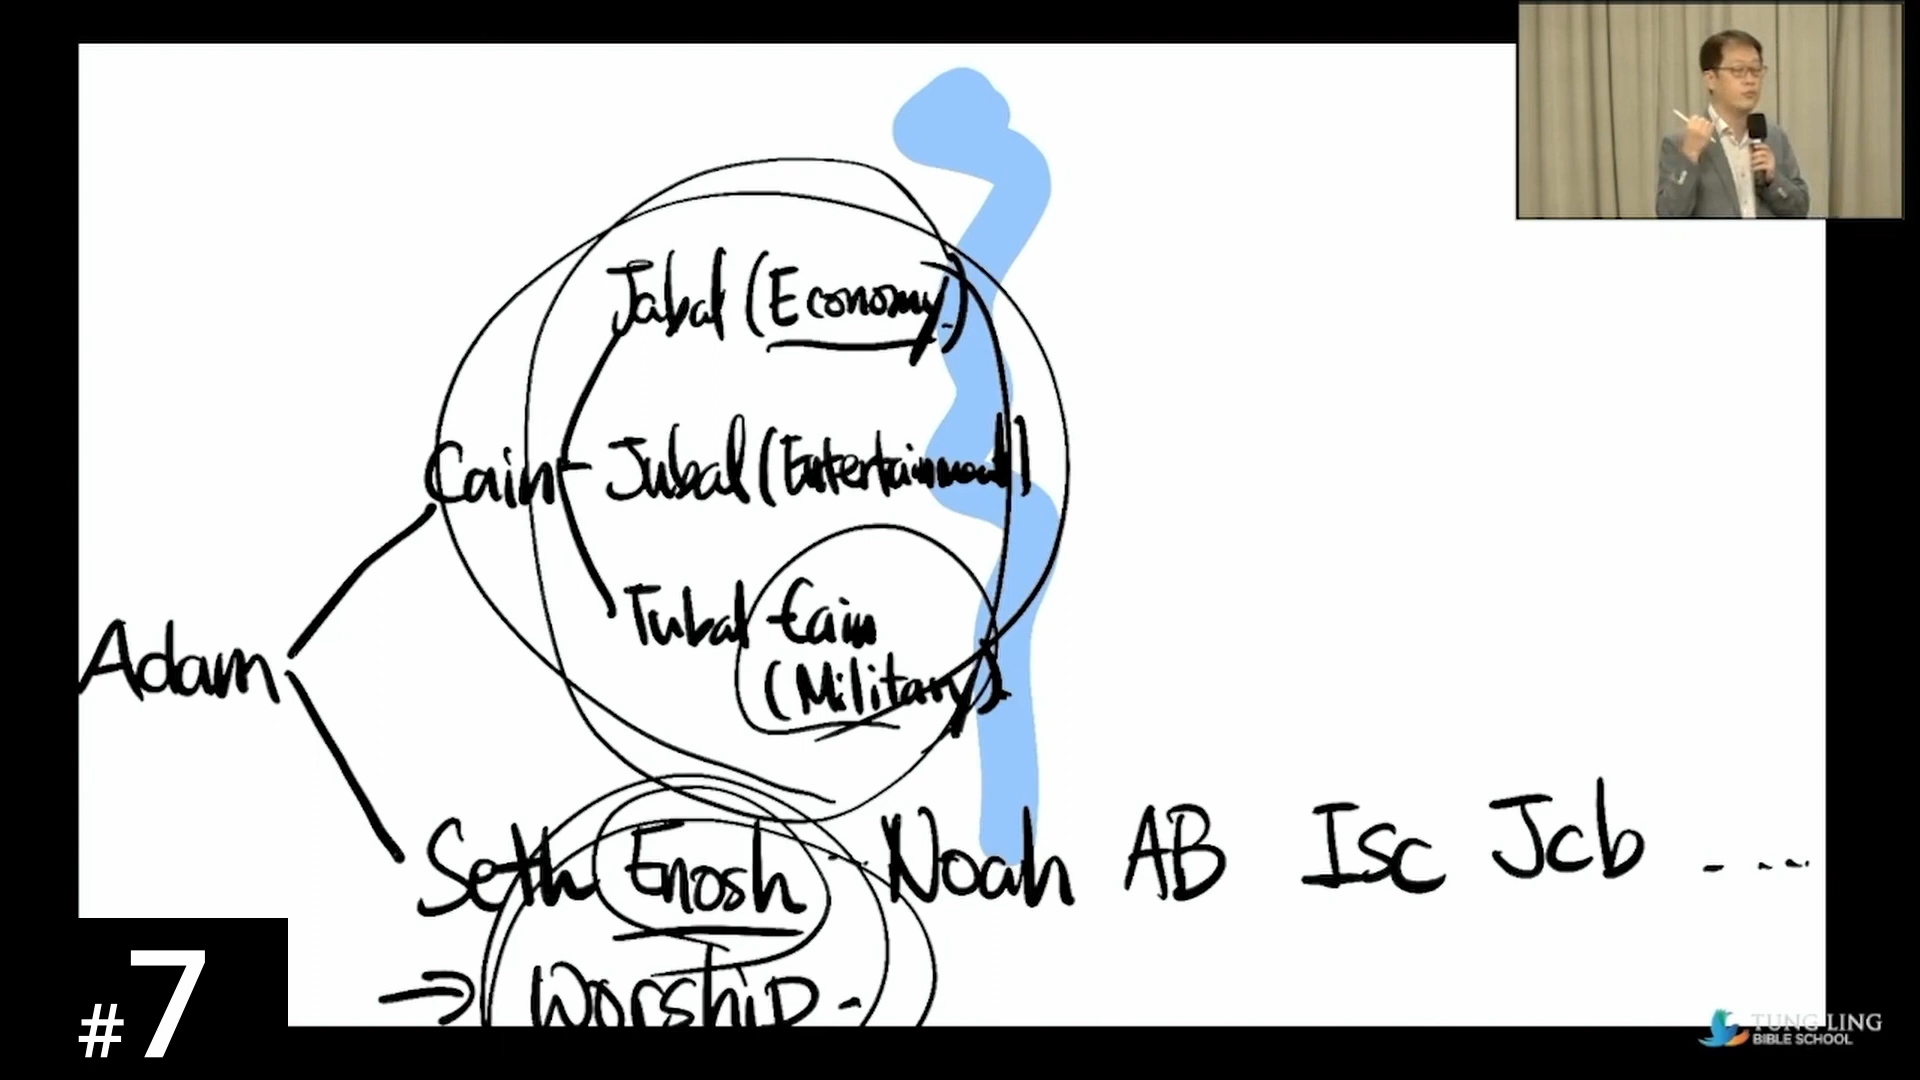 Jabal (Economy)
Cain - Jubal (Entertainment)
Tubal Cain
(Military)
Adam
Seth Enosh -- Noah AB Isc Jcb ....
→ Worship -
#7
TUNG LING
BIBLE SCHOOL